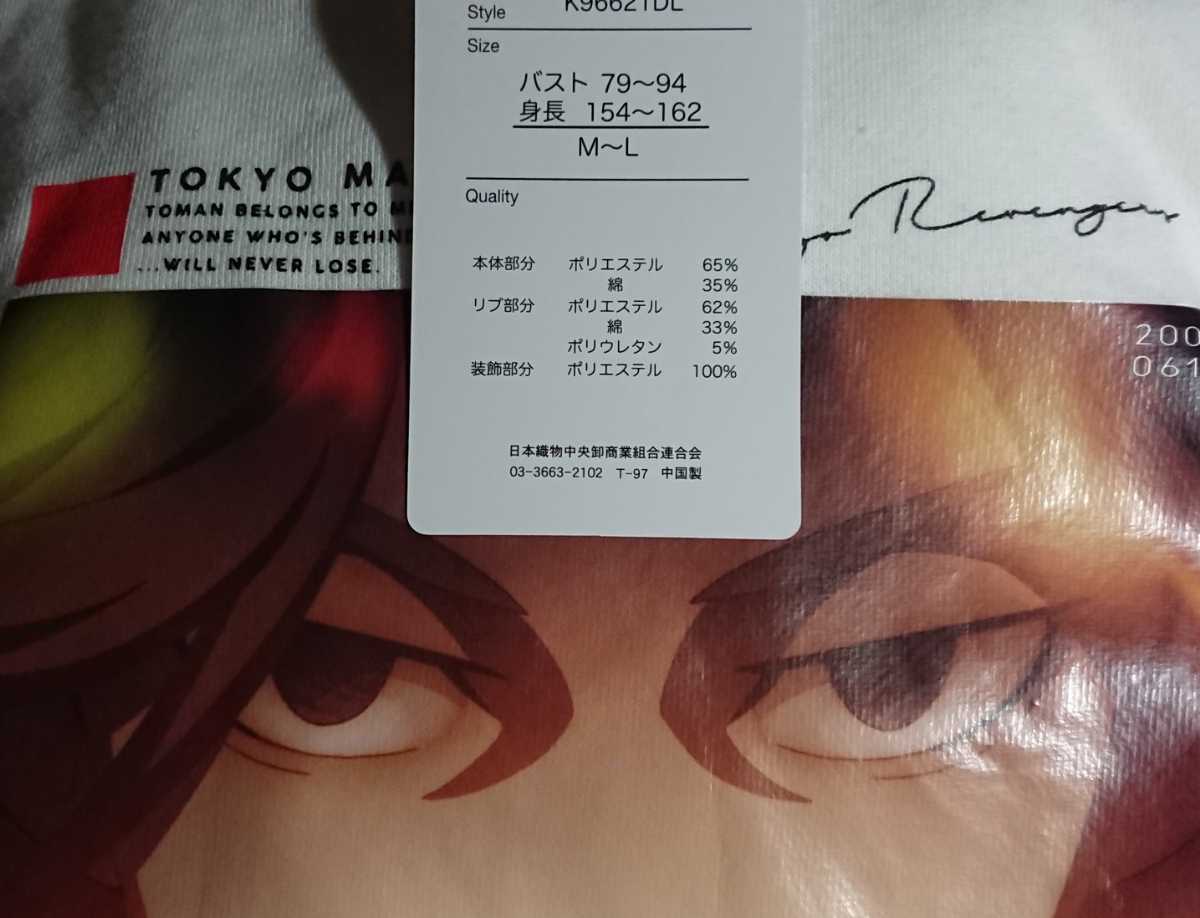 Style K96621DL
Size
バスト 79～94
身長 154～162
M～L
Quality
本体部分 ポリエステル 65%
綿 35%
リブ部分 ポリエステル 62%
綿 33%
ポリウレタン 5%
装飾部分 ポリエステル 100%
日本織物中央卸商業組合連合会
03-3663-2102 T-97 中国製
TOKYO MA
TOMAN BELONGS TO
ANYONE WHO'S BEHIN
...WILL NEVER LOSE.
Revengers
200
061